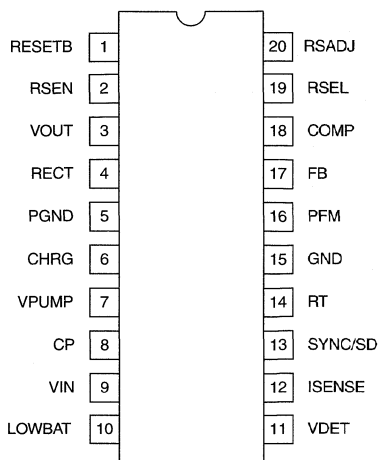 RESETB 1 20 RSADJ
RSEN 2 19 RSEL
VOUT 3 18 COMP
RECT 4 17 FB
PGND 5 16 PFM
CHRG 6 15 GND
VPUMP 7 14 RT
CP 8 13 SYNC/SD
VIN 9 12 ISENSE
LOWBAT 10 11 VDET